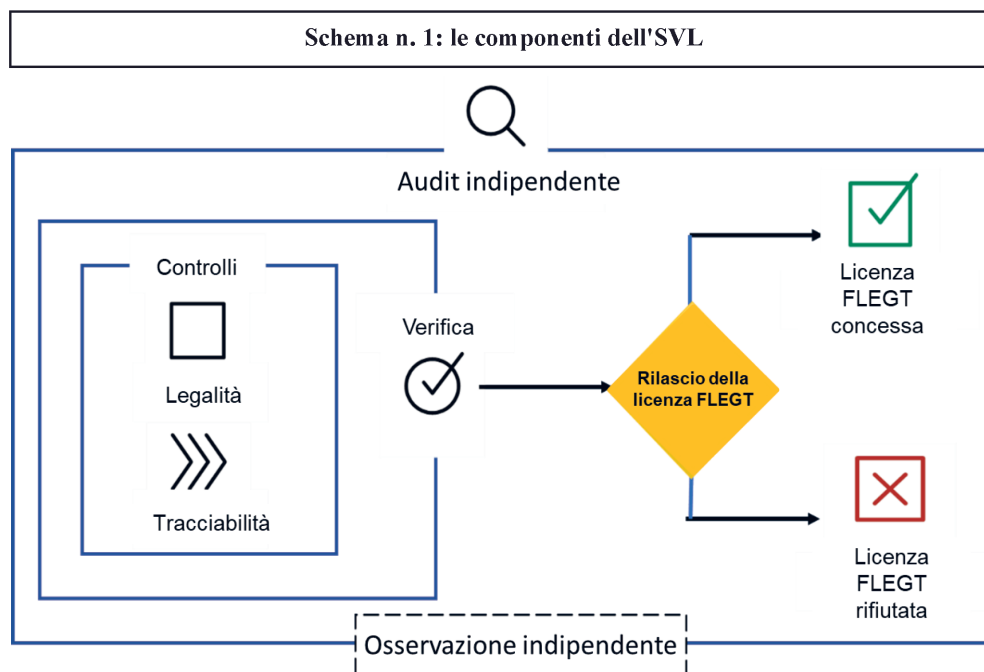 Schema n. 1: le componenti dell'SVL
Audit indipendente
Controlli
Legalità
Tracciabilità
Verifica
Rilascio della
licenza FLEGT
Licenza
FLEGT
concessa
Licenza
FLEGT
rifiutata
Osservazione indipendente